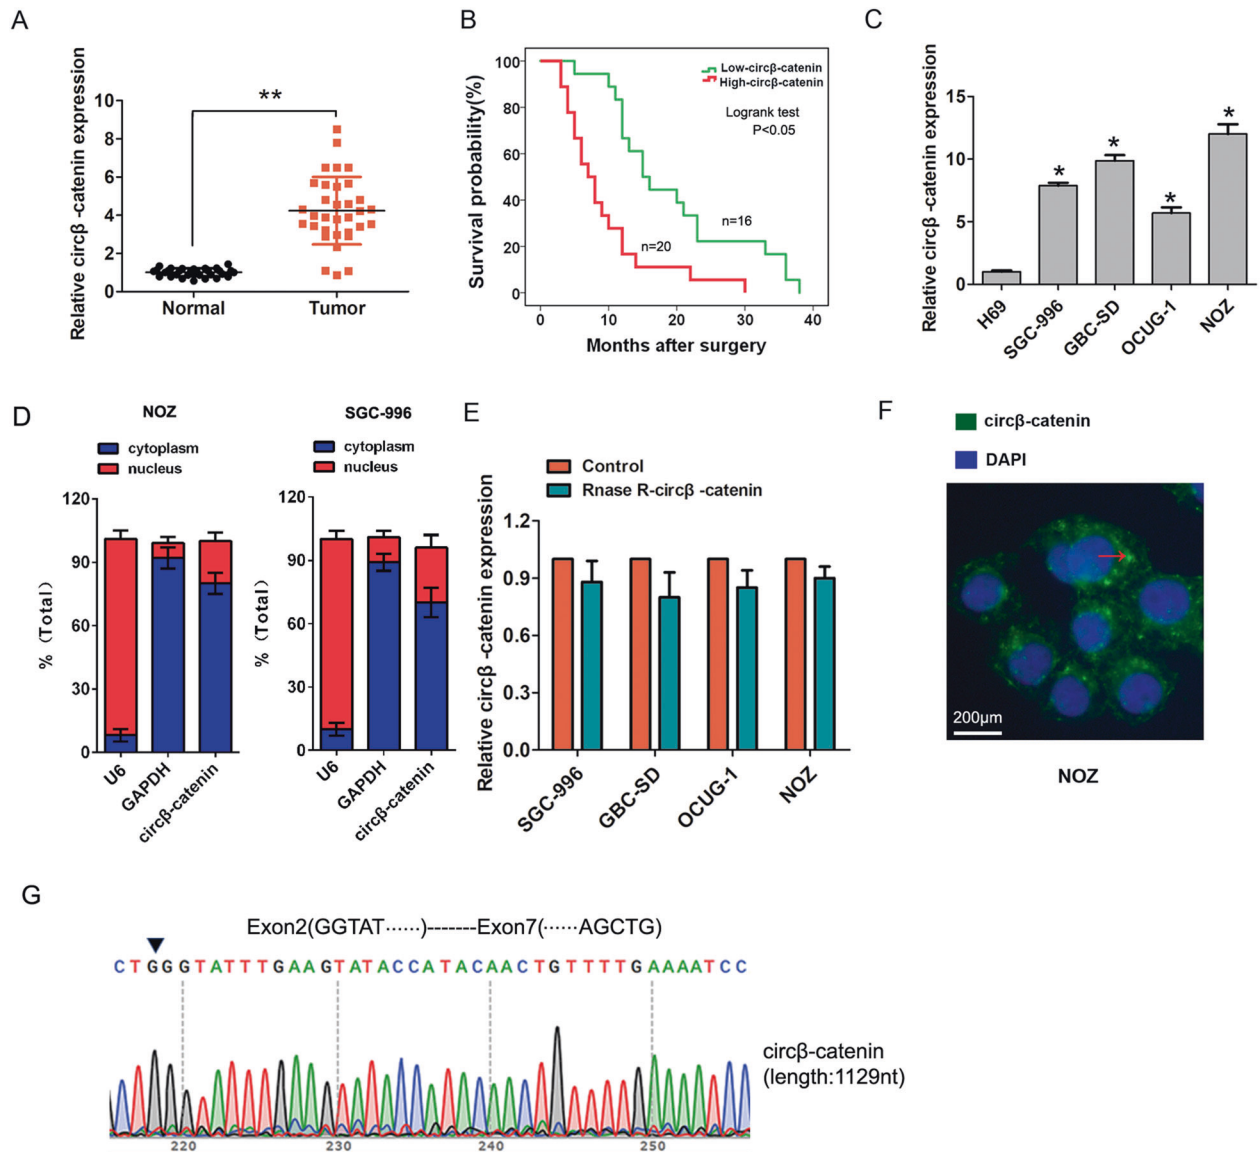 A
Relative circβ -catenin expression
10
8
6
4
2
0
**
Normal
Tumor
B
Survival probability(%)
100
80
60
40
20
0
Low-circβ-catenin
High-circβ-catenin
Logrank test
P<0.05
n=16
n=20
0
10
20
30
40
Months after surgery
C
Relative circβ -catenin expression
15
10
5
0
*
*
*
*
H69
SGC-996
GBC-SD
OCUG-1
NOZ
D
NOZ
cytoplasm
nucleus
% (Total)
120
90
60
30
0
U6
GAPDH
circβ-catenin
SGC-996
cytoplasm
nucleus
% (Total)
120
90
60
30
0
U6
GAPDH
circβ-catenin
E
Control
Rnase R-circβ -catenin
Relative circβ -catenin expression
1.2
0.9
0.6
0.3
0.0
SGC-996
GBC-SD
OCUG-1
NOZ
F
circβ-catenin
DAPI
200μm
NOZ
G
Exon2(GGTAT······)-------Exon7(······AGCTG)
CTGGGTATTTGAAGTATACCATACAACTGTTTTGAAAATCC
220
230
240
250
circβ-catenin
(length:1129nt)